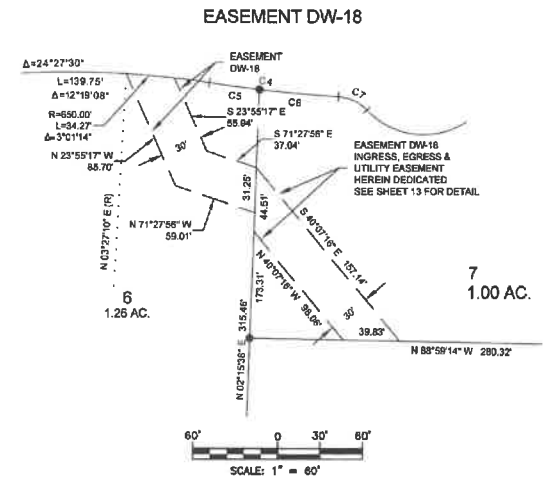 EASEMENT DW-18
Δ=24°27'30"
L=139.75'
Δ=12°19'08"
R=650.00'
L=34.27'
Δ=3°01'14"
N 23°55'17" W
85.70'
EASEMENT
DW-18
C5
C4
C6
C7
S 23°55'17" E
55.94'
30'
S 71°27'56" E
37.04'
EASEMENT DW-18
INGRESS, EGRESS &
UTILITY EASEMENT
HEREIN DEDICATED
SEE SHEET 13 FOR DETAIL
N 03°27'10" E (R)
N 71°27'56" W
59.01'
31.26'
44.51'
S 40°07'16" E 157.14'
N 40°07'16" W 98.06'
315.46'
173.31'
30'
39.83'
6
1.26 AC.
7
1.00 AC.
N 02°15'38" E
N 88°59'14" W 280.32'
60' 0 30' 60'
SCALE: 1" = 60'